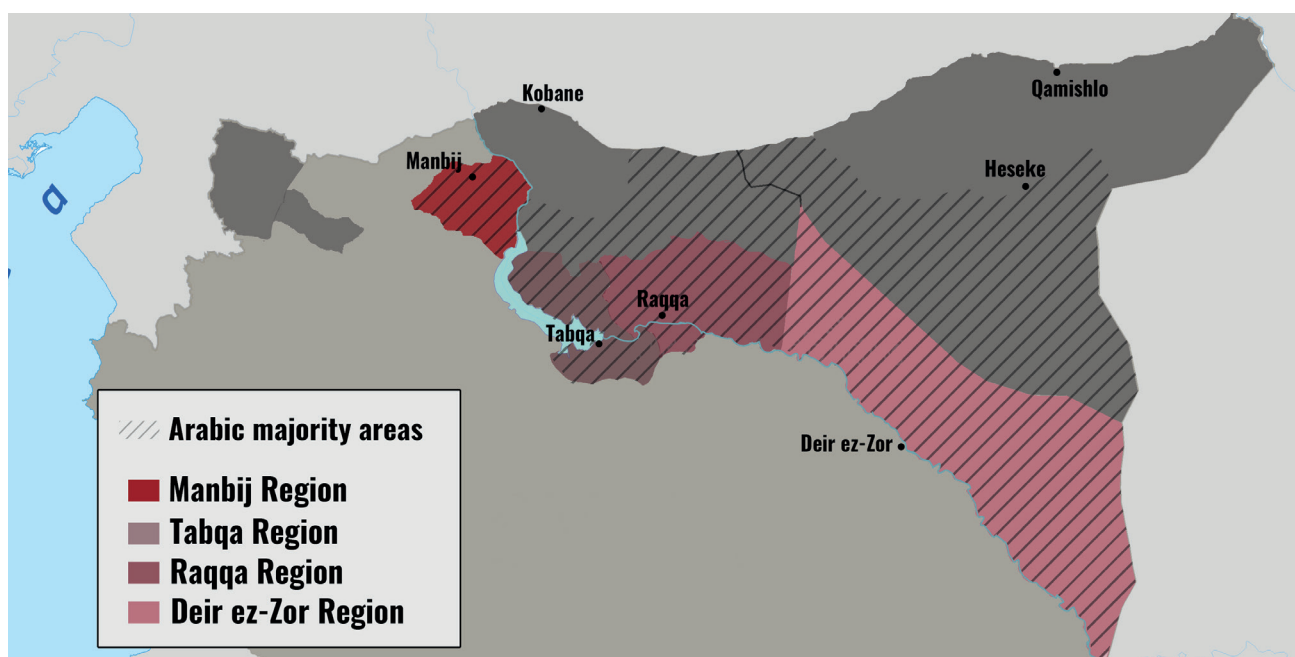 Qamishlo
Kobane
Manbij
Heseke
a
Raqqa
Tabqa
Deir ez-Zor
Arabic majority areas
Manbij Region
Tabqa Region
Raqqa Region
Deir ez-Zor Region